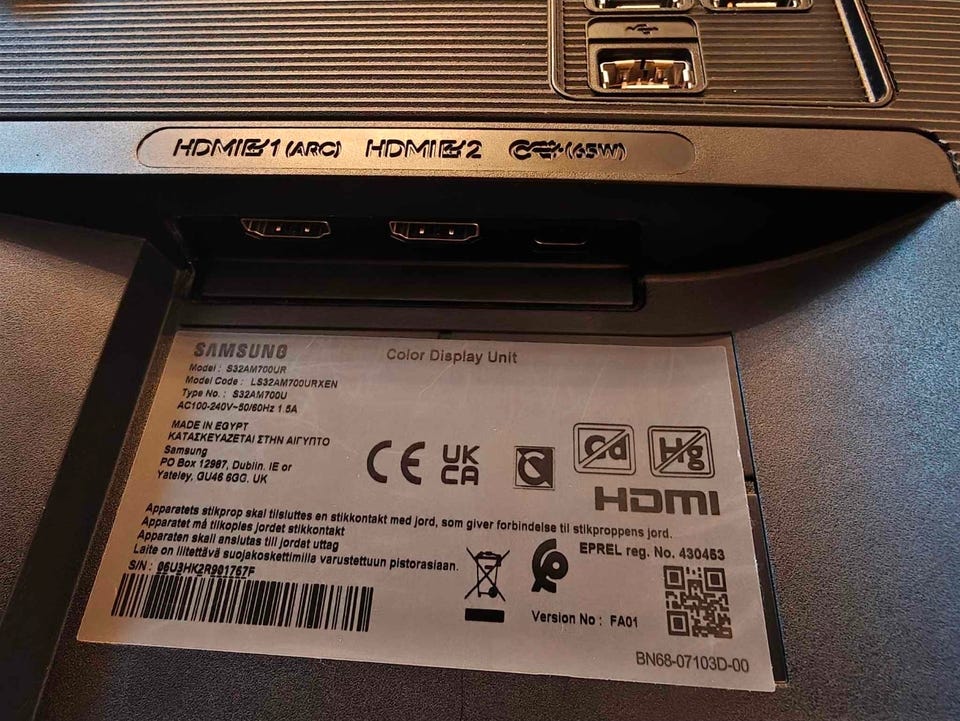 HDMI 1 (ARC) HDMI 2 (65W)
SAMSUNG
Color Display Unit
Model : S32AM700UR
Model Code : LS32AM700URXEN
Type No. : S32AM700U
AC100-240V~50/60Hz 1.5A
MADE IN EGYPT
ΚΑΤΑΣΚΕΥΑΖΕΤΑΙ ΣΤΗΝ ΑΙΓΥΠΤΟ
Samsung
PO Box 12987, Dublin. IE or
Yateley, GU46 6GG. UK
CE UK
CA
Cd Hg
HDMI
Apparatets stikprop skal tilsluttes en stikkontakt med jord, som giver forbindelse til stikproppens jord.
Apparatet må tilkoples jordet stikkontakt
Apparaten skall anslutas till jordat uttag
Laite on liitettävä suojakoskettimilla varustettuun pistorasiaan.
EPREL reg. No. 430463
S/N : 06U3HK2R901767F
Version No : FA01
BN68-07103D-00